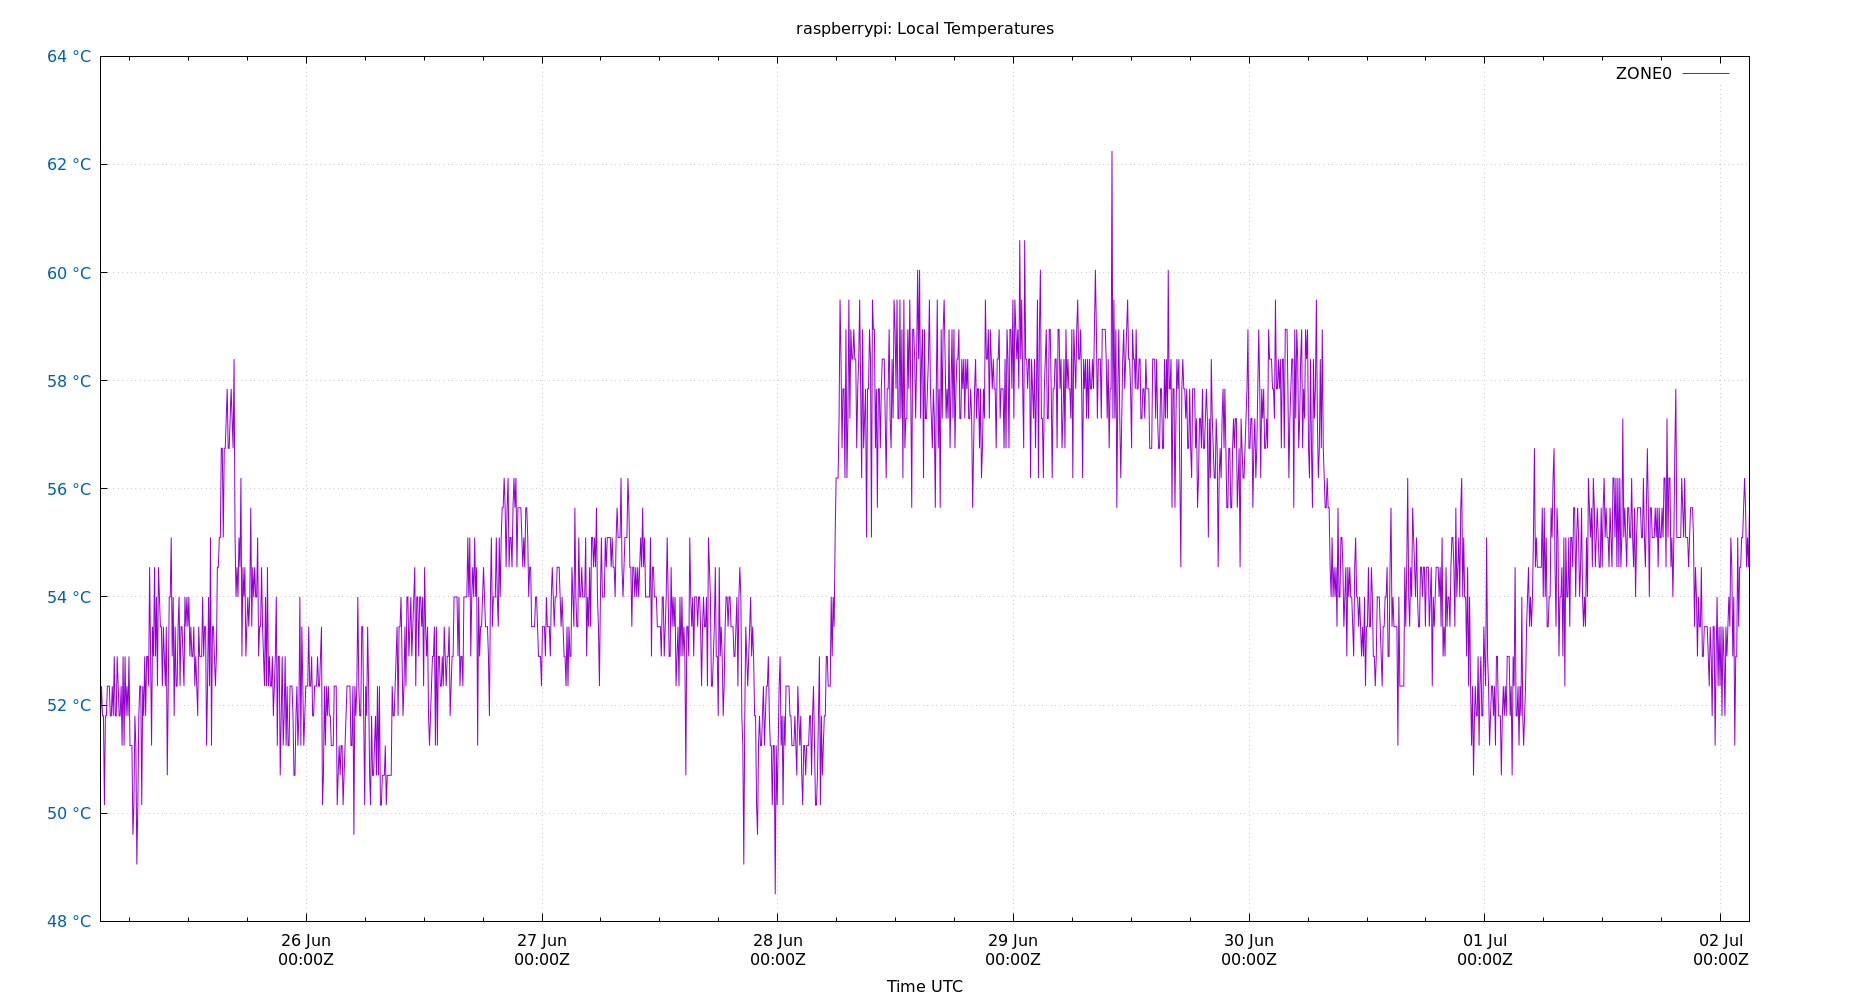 raspberrypi: Local Temperatures
64 °C
ZONE0
62 °C
60 °C
58 °C
56 °C
54 °C
52 °C
50 °C
48 °C
26 Jun 27 Jun 28 Jun 29 Jun 30 Jun 01 Jul 02 Jul
00:00Z 00:00Z 00:00Z 00:00Z 00:00Z 00:00Z 00:00Z
Time UTC